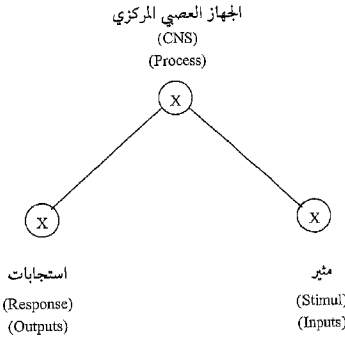 الجهاز العصبي المركزي
(CNS)
(Process)
X
X
X
مثير
(Stimul)
(Inputs)
استجابات
(Response)
(Outputs)